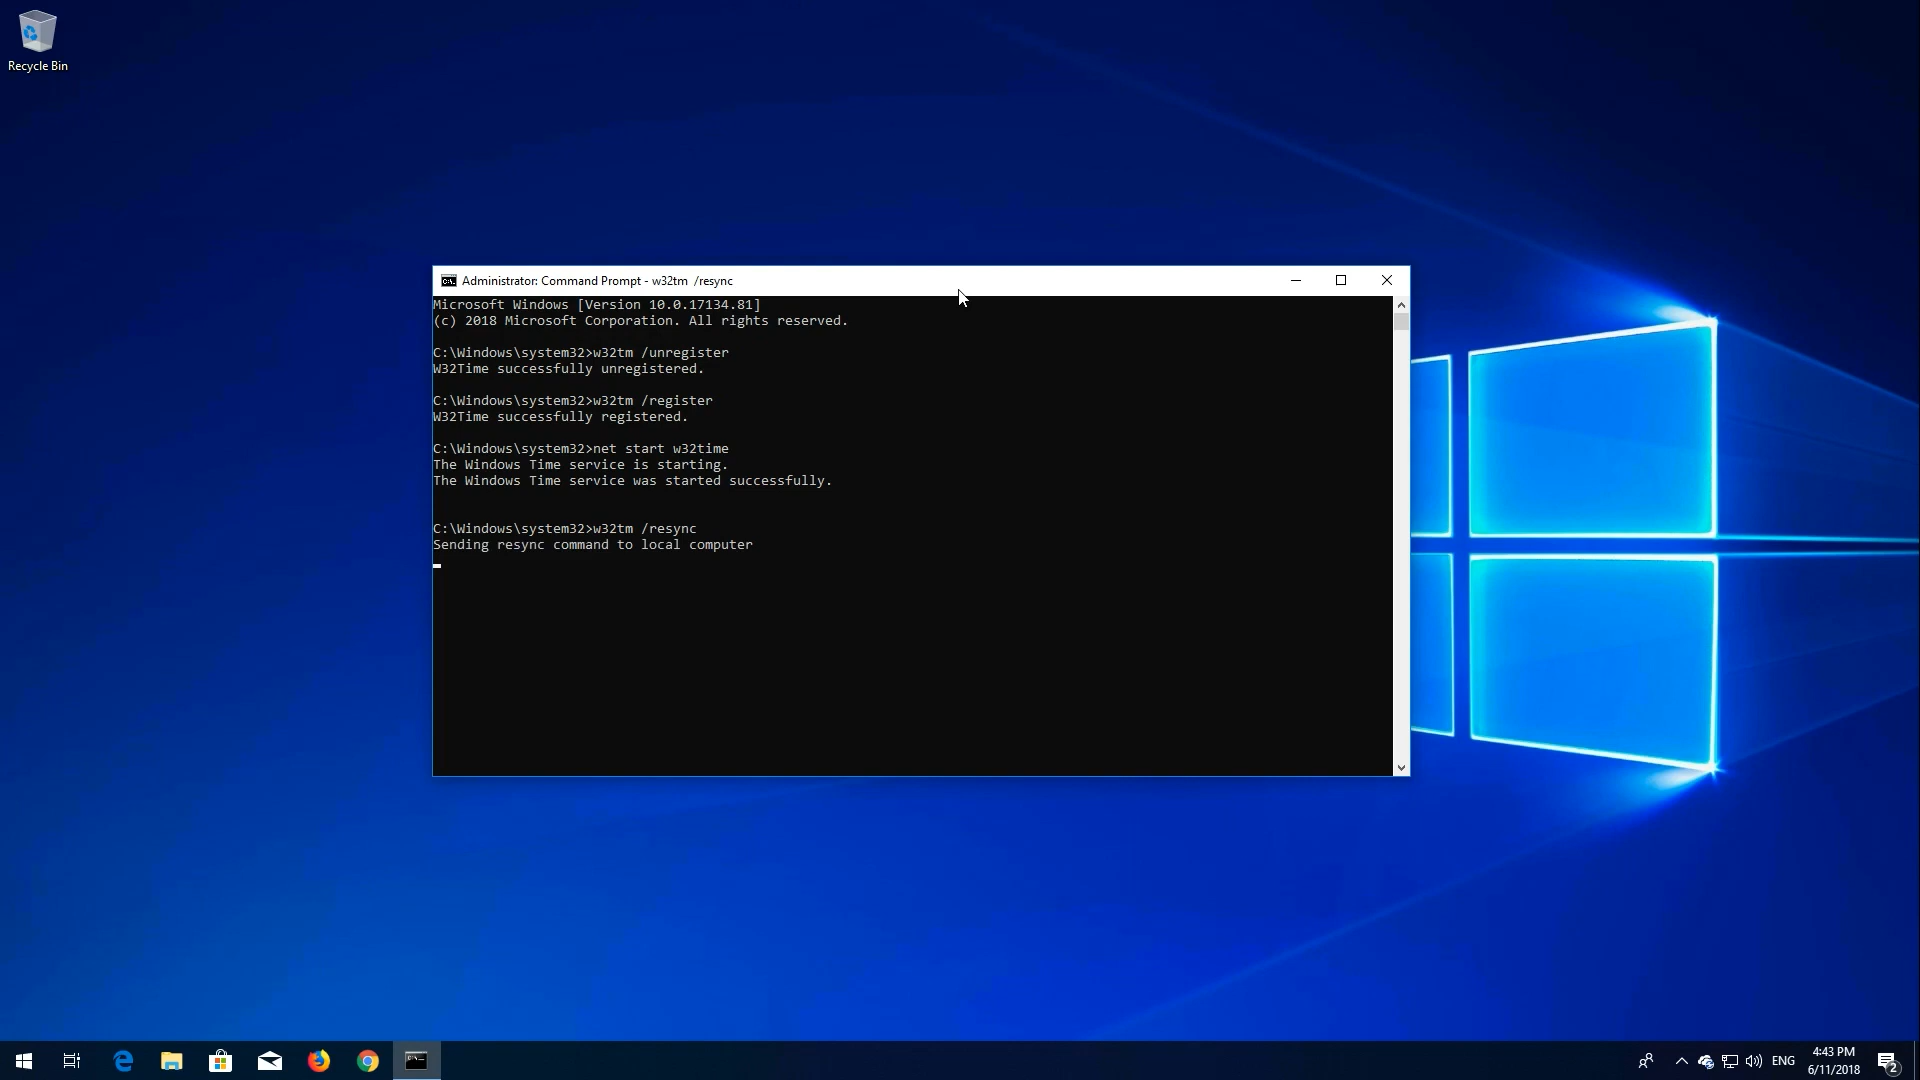 Recycle Bin
Administrator: Command Prompt - w32tm  /resync
Microsoft Windows [Version 10.0.17134.81]
(c) 2018 Microsoft Corporation. All rights reserved.
C:\Windows\system32>w32tm /unregister
W32Time successfully unregistered.
C:\Windows\system32>w32tm /register
W32Time successfully registered.
C:\Windows\system32>net start w32time
The Windows Time service is starting.
The Windows Time service was started successfully.
C:\Windows\system32>w32tm /resync
Sending resync command to local computer
ENG
4:43 PM
6/11/2018
2